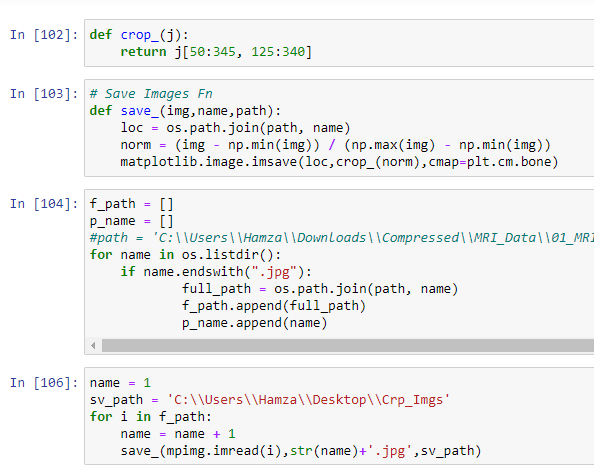 In [102]: def crop_(j):
    return j[50:345, 125:340]
In [103]: # Save Images Fn
def save_(img,name,path):
    loc = os.path.join(path, name)
    norm = (img - np.min(img)) / (np.max(img) - np.min(img))
    matplotlib.image.imsave(loc,crop_(norm),cmap=plt.cm.bone)
In [104]: f_path = []
p_name = []
#path = 'C:\\Users\\Hamza\\Downloads\\Compressed\\MRI_Data\\01_MRI
for name in os.listdir():
    if name.endswith(".jpg"):
            full_path = os.path.join(path, name)
            f_path.append(full_path)
            p_name.append(name)
In [106]: name = 1
sv_path = 'C:\\Users\\Hamza\\Desktop\\Crp_Imgs'
for i in f_path:
    name = name + 1
    save_(mpimg.imread(i),str(name)+'.jpg',sv_path)